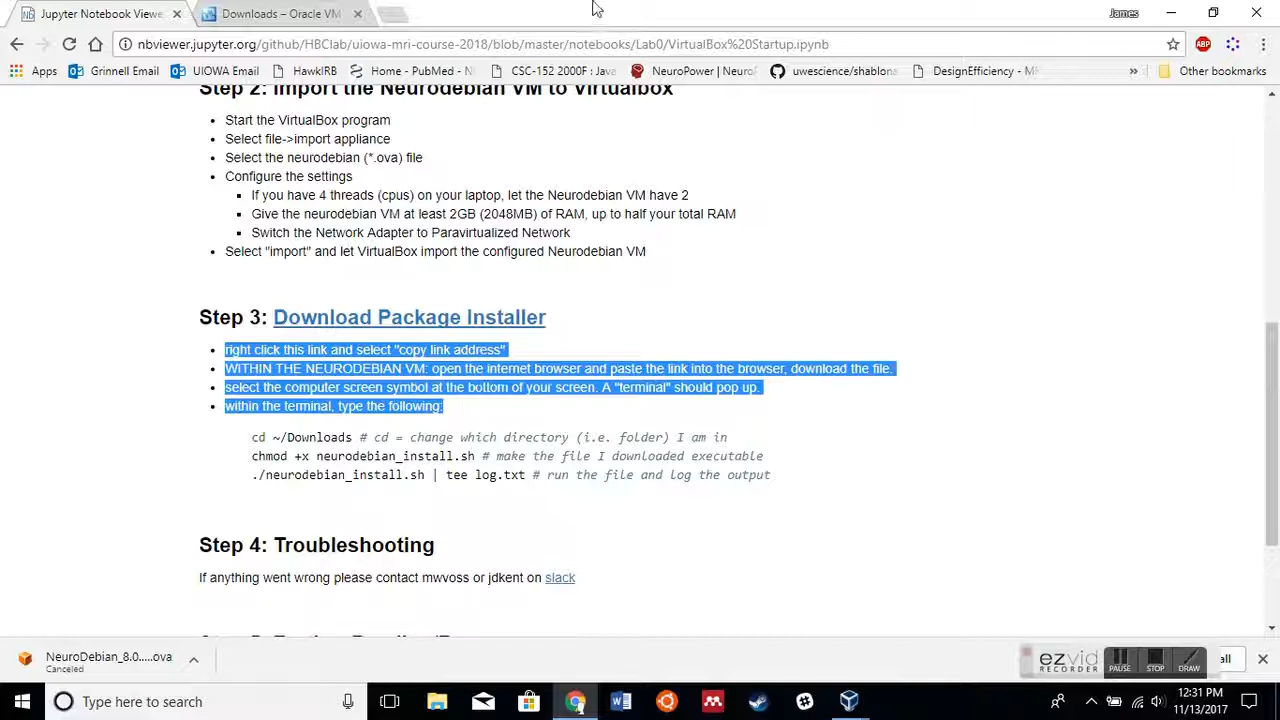 Jupyter Notebook Viewe
Downloads – Oracle VM
James
nbviewer.jupyter.org/github/HBClab/uiowa-mri-course-2018/blob/master/notebooks/Lab0/VirtualBox%20Startup.ipynb
ABP
Apps
Grinnell Email
UIOWA Email
HawkIRB
Home - PubMed - N
CSC-152 2000F : Java
NeuroPower | NeuroF
uwescience/shablona
DesignEfficiency - MR
»
Other bookmarks
Step 2: Import the Neurodebian VM to Virtualbox
• Start the VirtualBox program
• Select file->import appliance
• Select the neurodebian (*.ova) file
• Configure the settings
▪ If you have 4 threads (cpus) on your laptop, let the Neurodebian VM have 2
▪ Give the neurodebian VM at least 2GB (2048MB) of RAM, up to half your total RAM
▪ Switch the Network Adapter to Paravirtualized Network
• Select "import" and let VirtualBox import the configured Neurodebian VM
Step 3: Download Package Installer
• right click this link and select "copy link address"
• WITHIN THE NEURODEBIAN VM: open the internet browser and paste the link into the browser, download the file.
• select the computer screen symbol at the bottom of your screen. A "terminal" should pop up.
• within the terminal, type the following:
cd ~/Downloads # cd = change which directory (i.e. folder) I am in
chmod +x neurodebian_install.sh # make the file I downloaded executable
./neurodebian_install.sh | tee log.txt # run the file and log the output
Step 4: Troubleshooting
If anything went wrong please contact mwvoss or jdkent on slack
NeuroDebian_8.0.....ova
Canceled
ezvid
RECORDER
PAUSE
STOP
DRAW
all
Type here to search
12:31 PM
11/13/2017